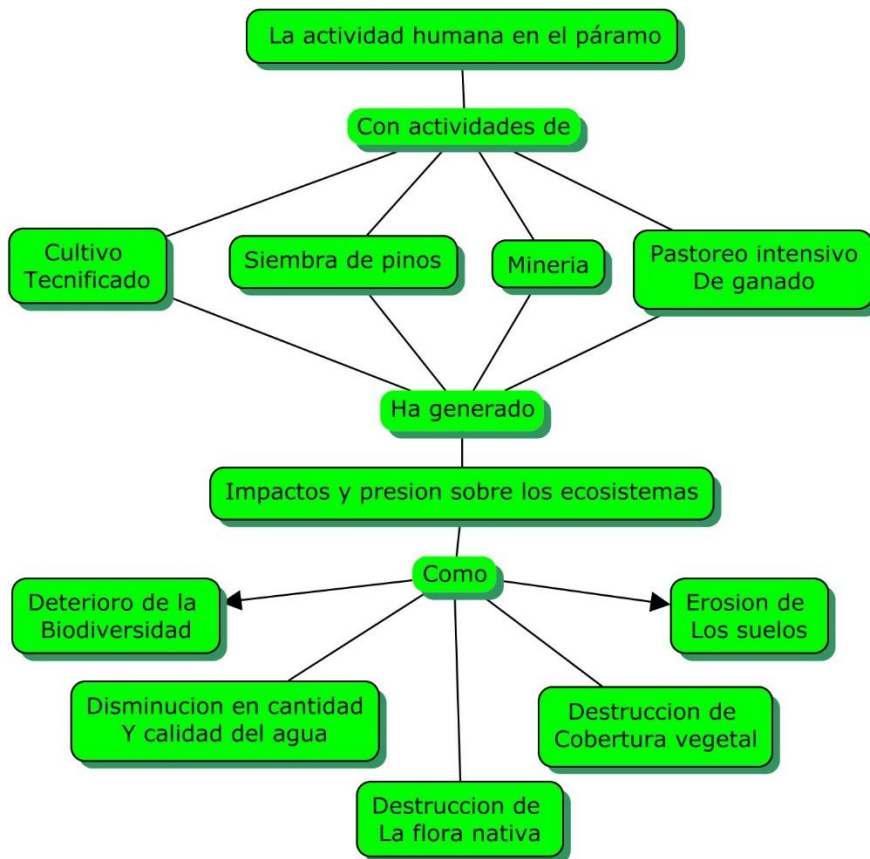 La actividad humana en el páramo
Con actividades de
Cultivo
Tecnificado
Siembra de pinos
Mineria
Pastoreo intensivo
De ganado
Ha generado
Impactos y presion sobre los ecosistemas
Como
Deterioro de la
Biodiversidad
Erosion de
Los suelos
Disminucion en cantidad
Y calidad del agua
Destruccion de
Cobertura vegetal
Destruccion de
La flora nativa